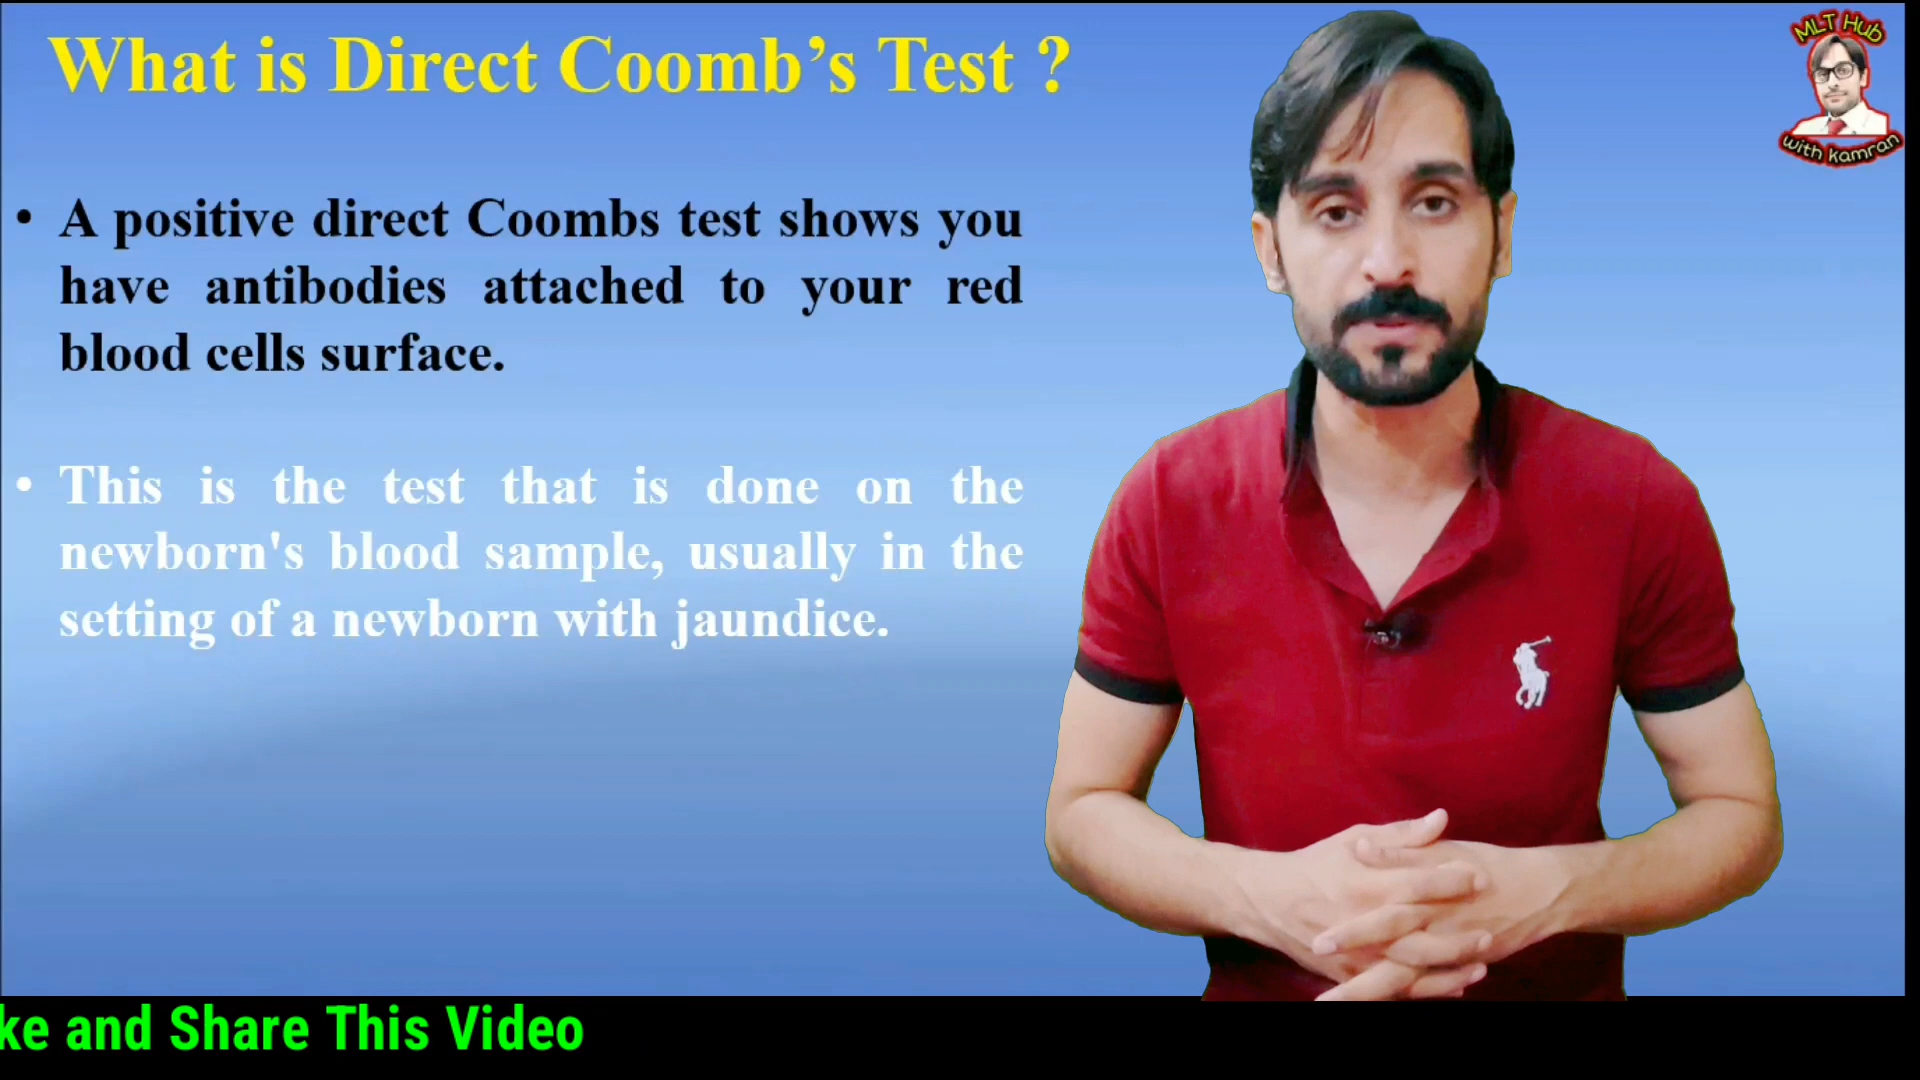 What is Direct Coomb’s Test ?
MLT Hub
with kamran
• A positive direct Coombs test shows you
have antibodies attached to your red
blood cells surface.
• This is the test that is done on the
newborn's blood sample, usually in the
setting of a newborn with jaundice.
ke and Share This Video